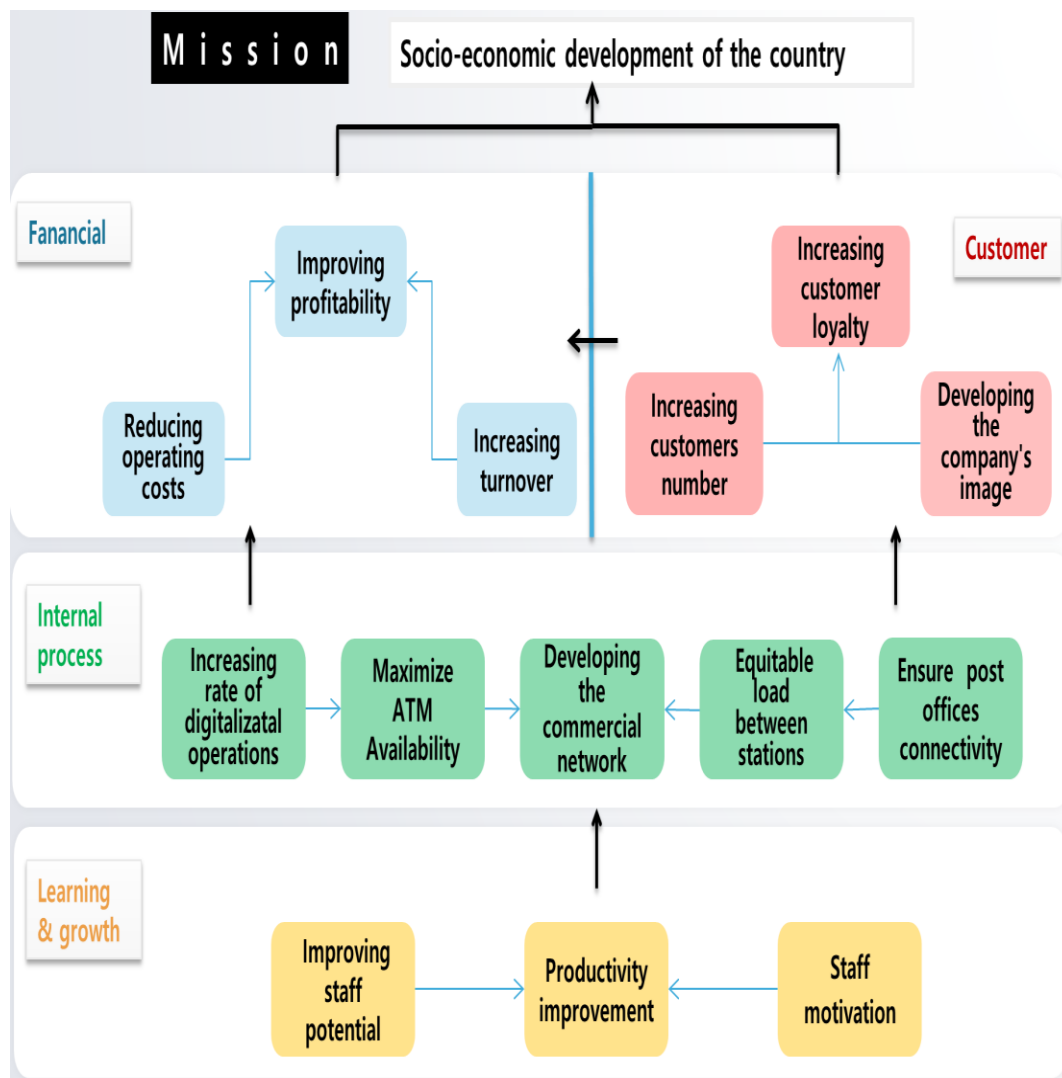 Mission
Socio-economic development of the country
Fanancial
Customer
Improving
profitability
Increasing
customer
loyalty
Reducing
operating
costs
Increasing
turnover
Increasing
customers
number
Developing
the
company's
image
Internal
process
Increasing
rate of
digitalizatal
operations
Maximize
ATM
Availability
Developing
the
commercial
network
Equitable
load
between
stations
Ensure post
offices
connectivity
Learning
& growth
Improving
staff
potential
Productivity
improvement
Staff
motivation